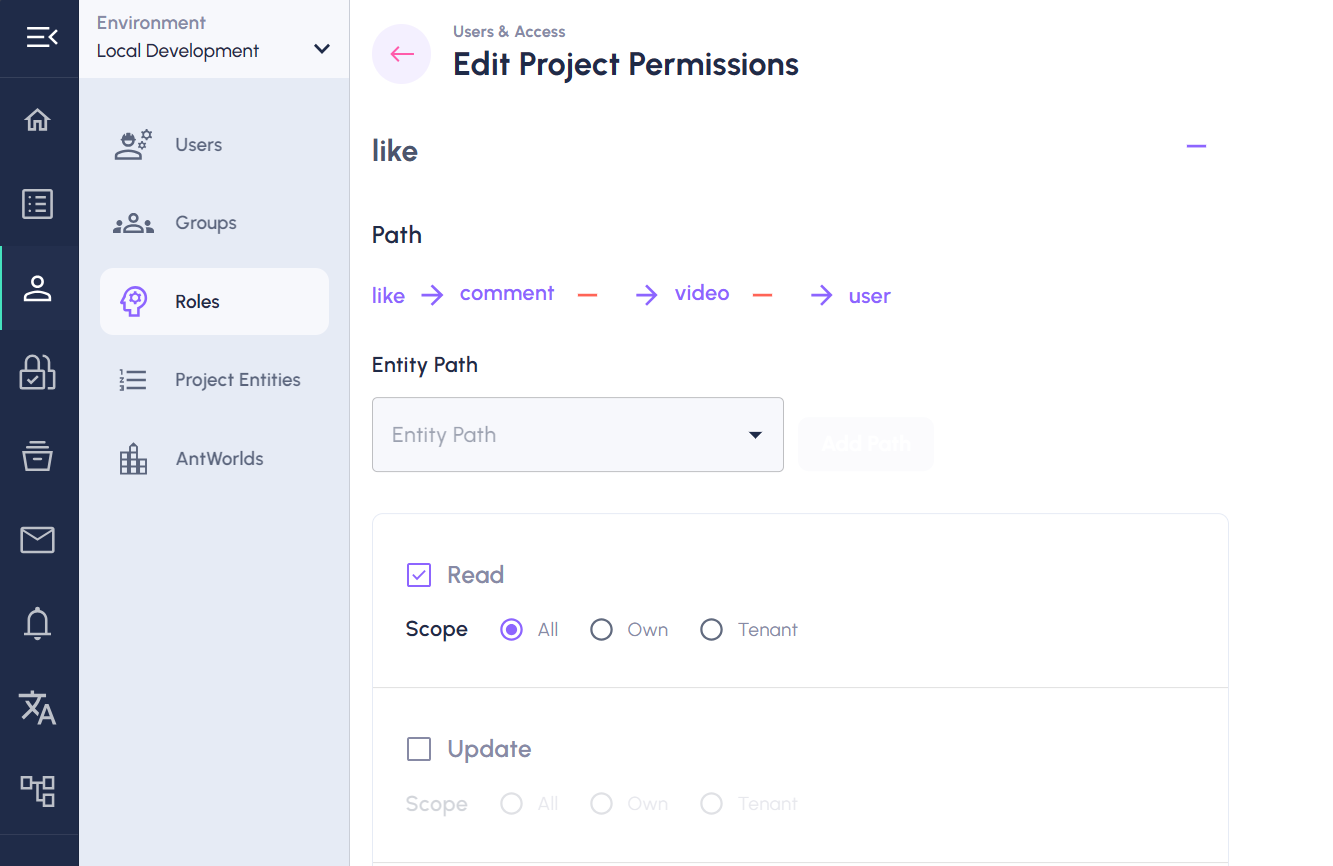 Environment
Local Development
Users
Groups
Roles
Project Entities
AntWorlds
Users & Access
Edit Project Permissions
like
Path
like comment video user
Entity Path
Entity Path
Add Path
Read
Scope All Own Tenant
Update
Scope All Own Tenant